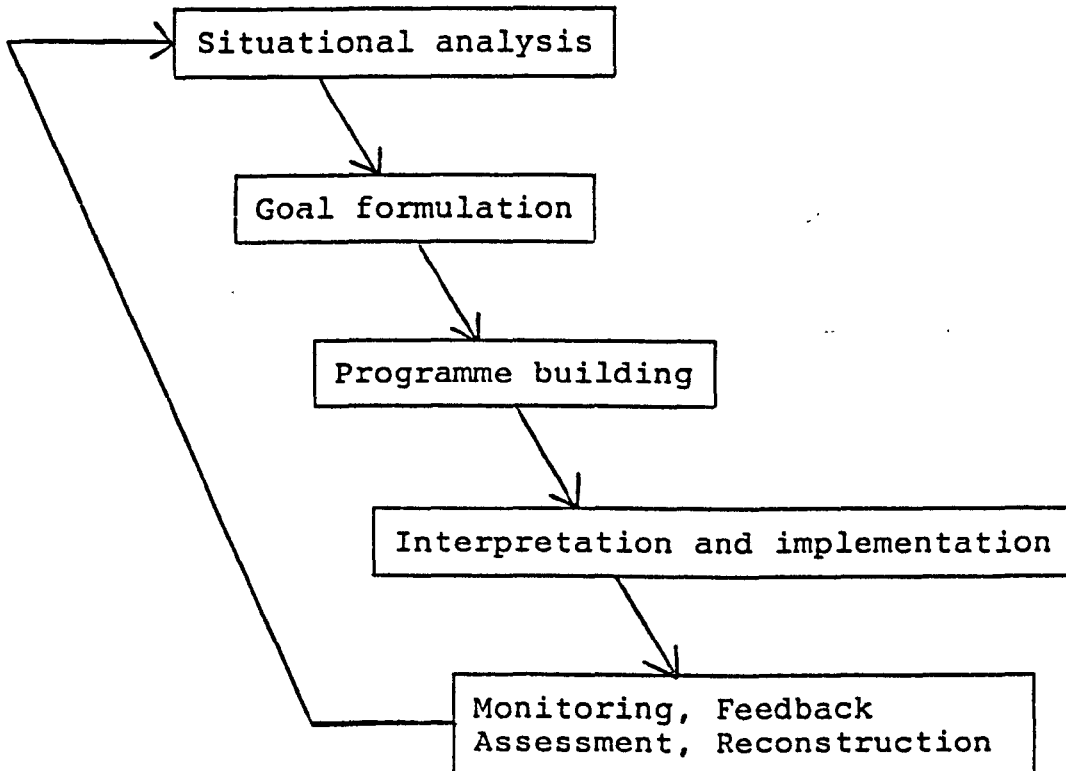 Situational analysis
Goal formulation
Programme building
Interpretation and implementation
Monitoring, Feedback
Assessment, Reconstruction